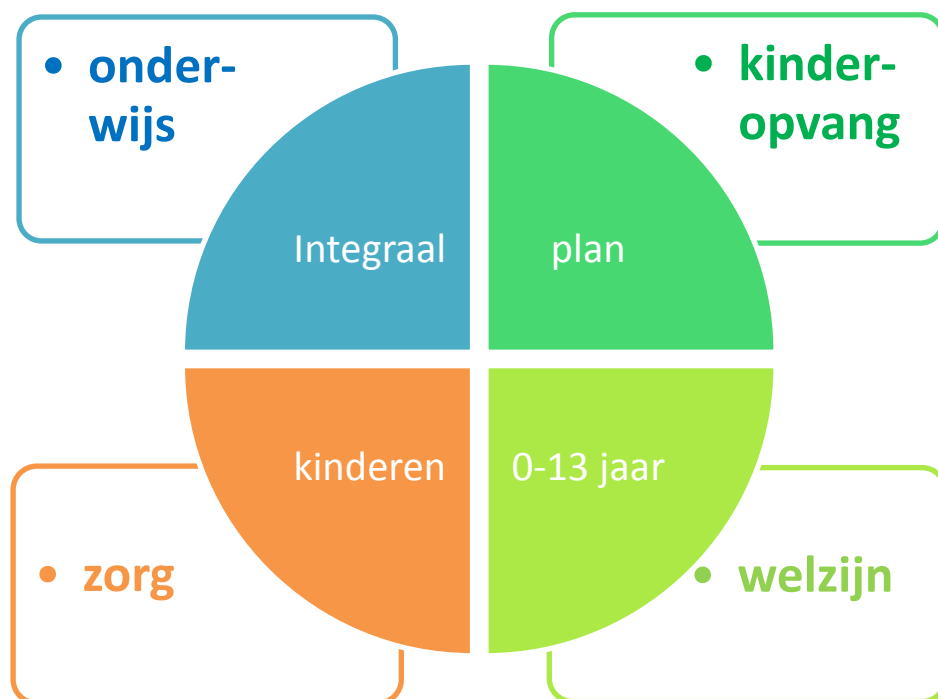 • onder-
wijs
• kinder-
opvang
Integraal
plan
kinderen
0-13 jaar
• zorg
• welzijn